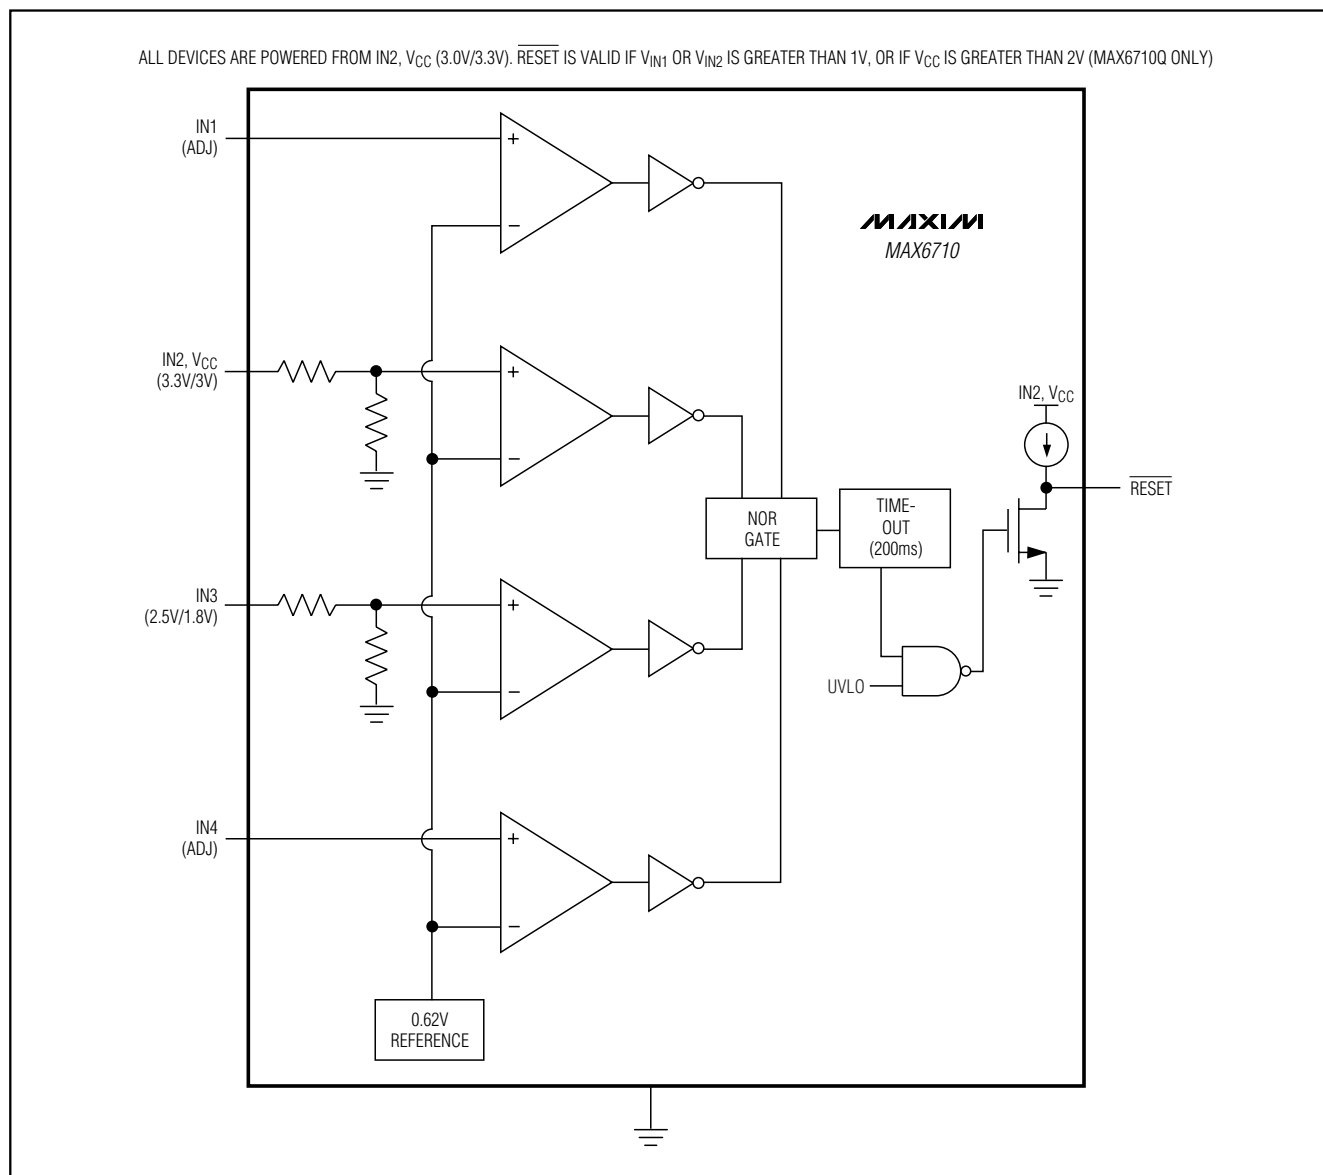 ALL DEVICES ARE POWERED FROM IN2, VCC (3.0V/3.3V). RESET IS VALID IF VIN1 OR VIN2 IS GREATER THAN 1V, OR IF VCC IS GREATER THAN 2V (MAX6710Q ONLY)
IN1
(ADJ)
+
−
MAXIM
MAX6710
IN2, VCC
(3.3V/3V)
+
−
IN2, VCC
RESET
NOR
GATE
TIME-
OUT
(200ms)
IN3
(2.5V/1.8V)
+
−
UVLO
IN4
(ADJ)
+
−
0.62V
REFERENCE